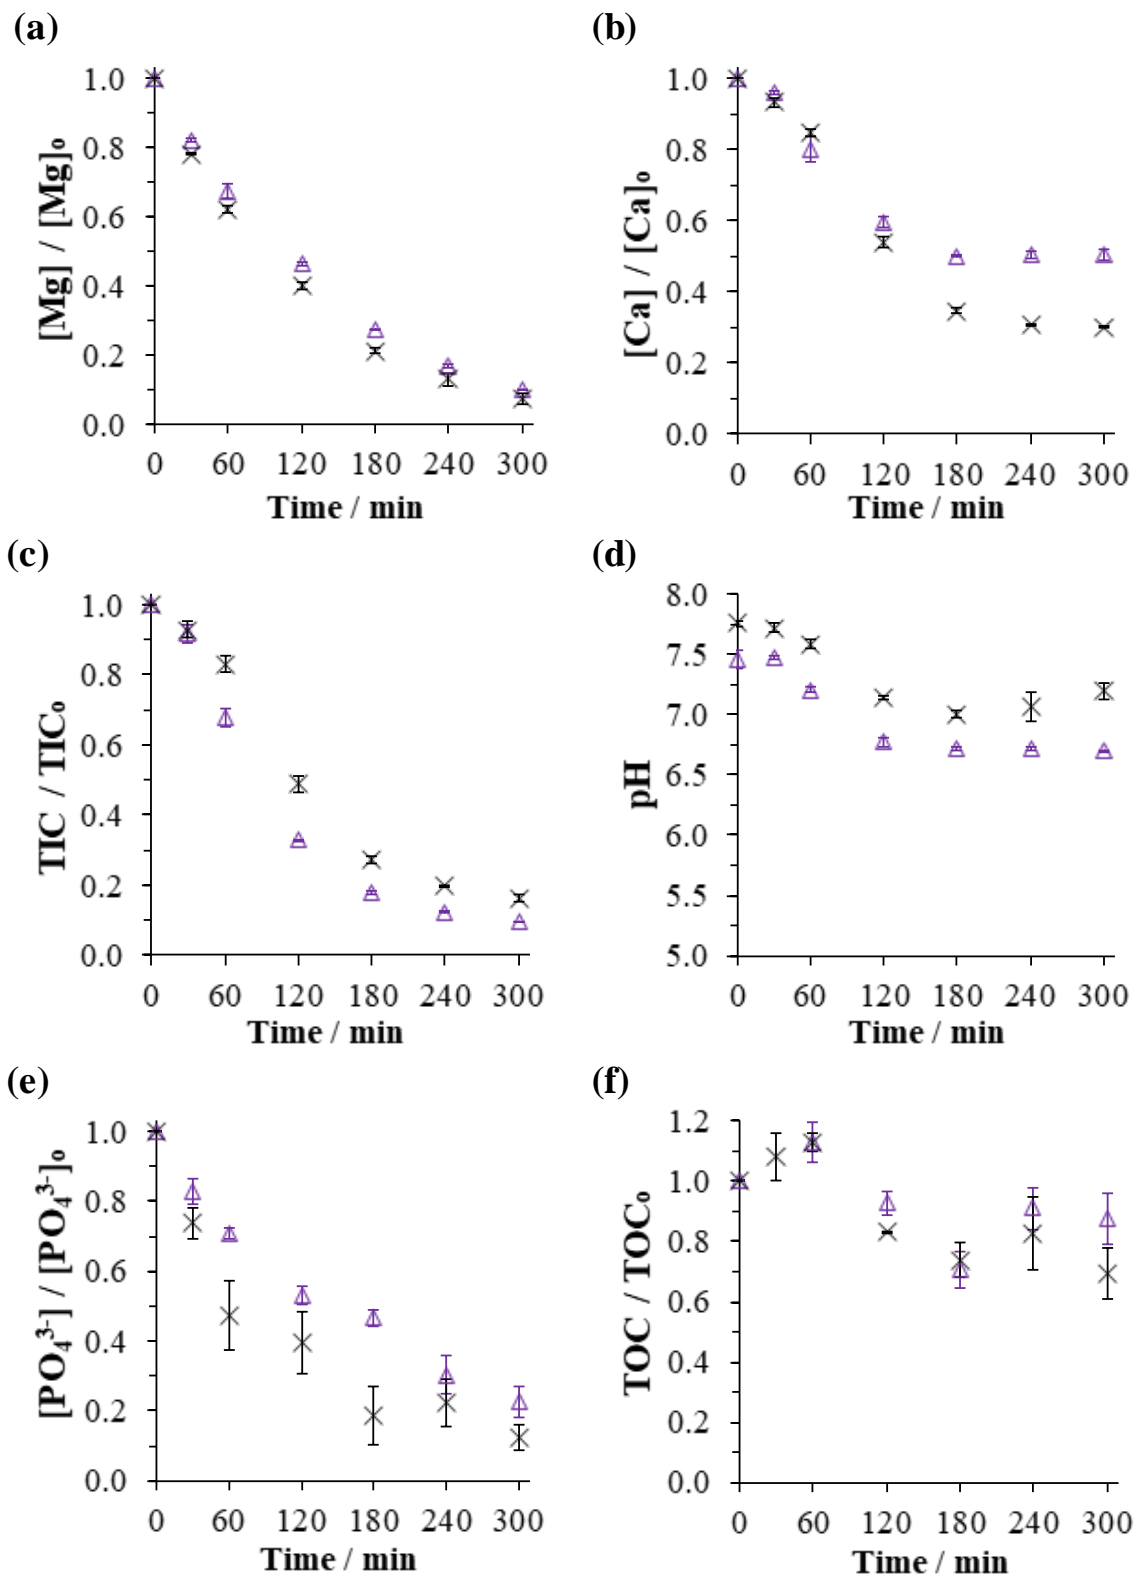 (a)
[Mg] / [Mg]₀
1.0
0.8
0.6
0.4
0.2
0.0
0 60 120 180 240 300
Time / min
(b)
[Ca] / [Ca]₀
1.0
0.8
0.6
0.4
0.2
0.0
0 60 120 180 240 300
Time / min
(c)
TIC / TIC₀
1.0
0.8
0.6
0.4
0.2
0.0
0 60 120 180 240 300
Time / min
(d)
pH
8.0
7.5
7.0
6.5
6.0
5.5
5.0
0 60 120 180 240 300
Time / min
(e)
[PO₄³⁻] / [PO₄³⁻]₀
1.0
0.8
0.6
0.4
0.2
0.0
0 60 120 180 240 300
Time / min
(f)
TOC / TOC₀
1.2
1.0
0.8
0.6
0.4
0.2
0.0
0 60 120 180 240 300
Time / min